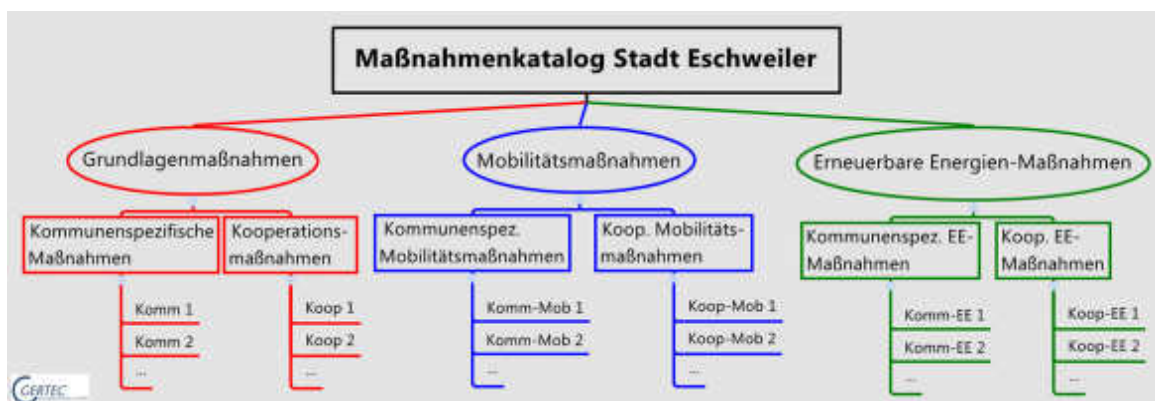 Maßnahmenkatalog Stadt Eschweiler
Grundlagenmaßnahmen
Kommunenspezifische
Maßnahmen
Komm 1
Komm 2
...
Kooperations-
maßnahmen
Koop 1
Koop 2
...
Mobilitätsmaßnahmen
Kommunenspez.
Mobilitätsmaßnahmen
Komm-Mob 1
Komm-Mob 2
...
Koop. Mobilitäts-
maßnahmen
Koop-Mob 1
Koop-Mob 2
...
Erneuerbare Energien-Maßnahmen
Kommunenspez. EE-
Maßnahmen
Komm-EE 1
Komm-EE 2
...
Koop. EE-
Maßnahmen
Koop-EE 1
Koop-EE 2
...
GERTEC